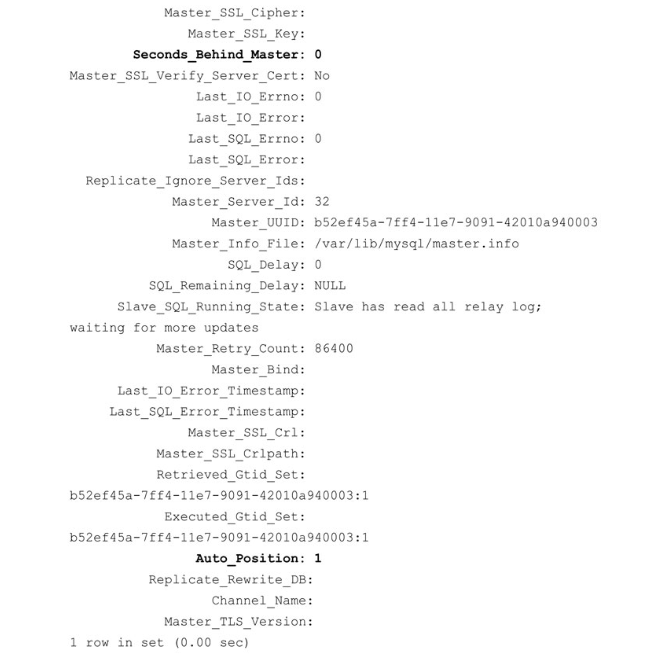 Master_SSL_Cipher:
Master_SSL_Key:
Seconds_Behind_Master: 0
Master_SSL_Verify_Server_Cert: No
Last_IO_Errno: 0
Last_IO_Error:
Last_SQL_Errno: 0
Last_SQL_Error:
Replicate_Ignore_Server_Ids:
Master_Server_Id: 32
Master_UUID: b52ef45a-7ff4-11e7-9091-42010a940003
Master_Info_File: /var/lib/mysql/master.info
SQL_Delay: 0
SQL_Remaining_Delay: NULL
Slave_SQL_Running_State: Slave has read all relay log;
waiting for more updates
Master_Retry_Count: 86400
Master_Bind:
Last_IO_Error_Timestamp:
Last_SQL_Error_Timestamp:
Master_SSL_Crl:
Master_SSL_Crlpath:
Retrieved_Gtid_Set:
b52ef45a-7ff4-11e7-9091-42010a940003:1
Executed_Gtid_Set:
b52ef45a-7ff4-11e7-9091-42010a940003:1
Auto_Position: 1
Replicate_Rewrite_DB:
Channel_Name:
Master_TLS_Version:
1 row in set (0.00 sec)